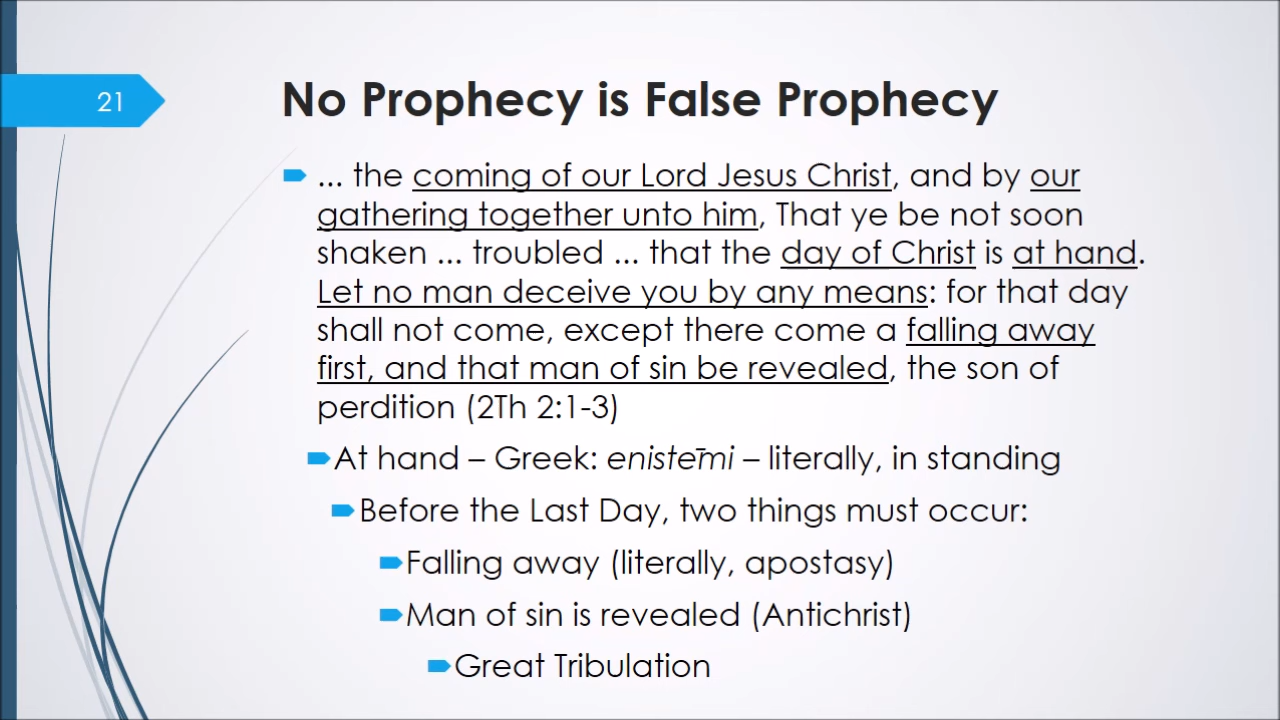 21
No Prophecy is False Prophecy
... the coming of our Lord Jesus Christ, and by our
gathering together unto him, That ye be not soon
shaken ... troubled ... that the day of Christ is at hand.
Let no man deceive you by any means: for that day
shall not come, except there come a falling away
first, and that man of sin be revealed, the son of
perdition (2Th 2:1-3)
At hand – Greek: enistēmi – literally, in standing
Before the Last Day, two things must occur:
Falling away (literally, apostasy)
Man of sin is revealed (Antichrist)
Great Tribulation